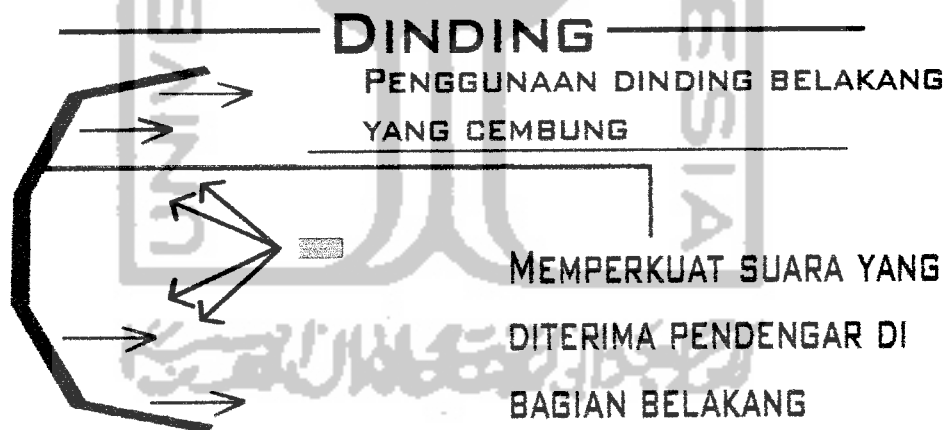 DINDING
PENGGUNAAN DINDING BELAKANG
YANG CEMBUNG
MEMPERKUAT SUARA YANG
DITERIMA PENDENGAR DI
BAGIAN BELAKANG